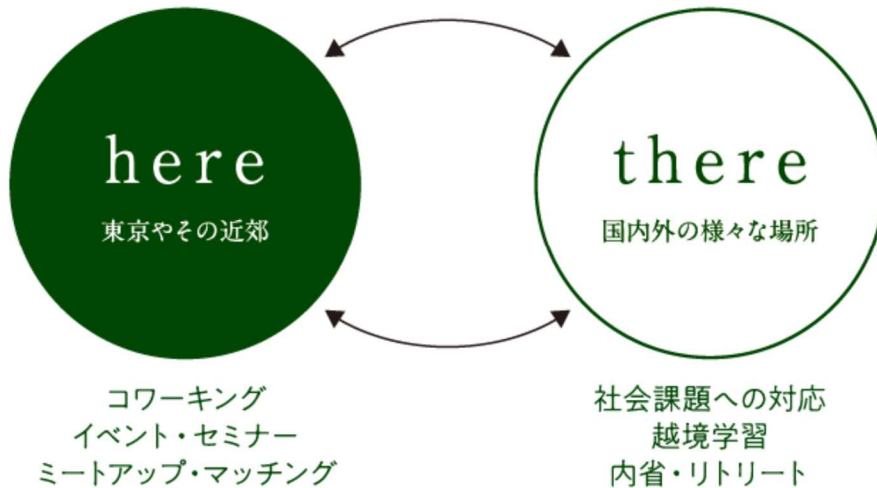 here
東京やその近郊
コワーキング
イベント・セミナー
ミートアップ・マッチング
there
国内外の様々な場所
社会課題への対応
越境学習
内省・リトリート